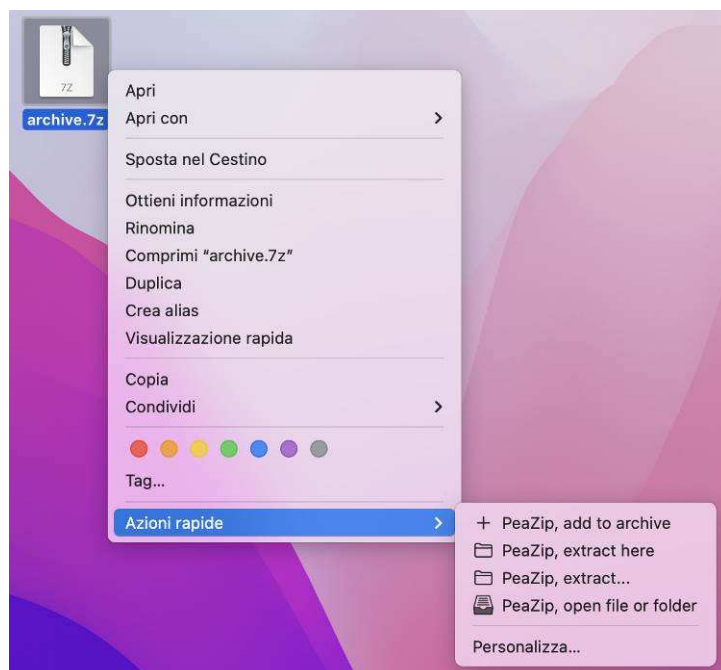 7Z
archive.7z
Apri
Apri con
Sposta nel Cestino
Ottieni informazioni
Rinomina
Comprimi “archive.7z”
Duplica
Crea alias
Visualizzazione rapida
Copia
Condividi
Tag...
Azioni rapide
PeaZip, add to archive
PeaZip, extract here
PeaZip, extract...
PeaZip, open file or folder
Personalizza...